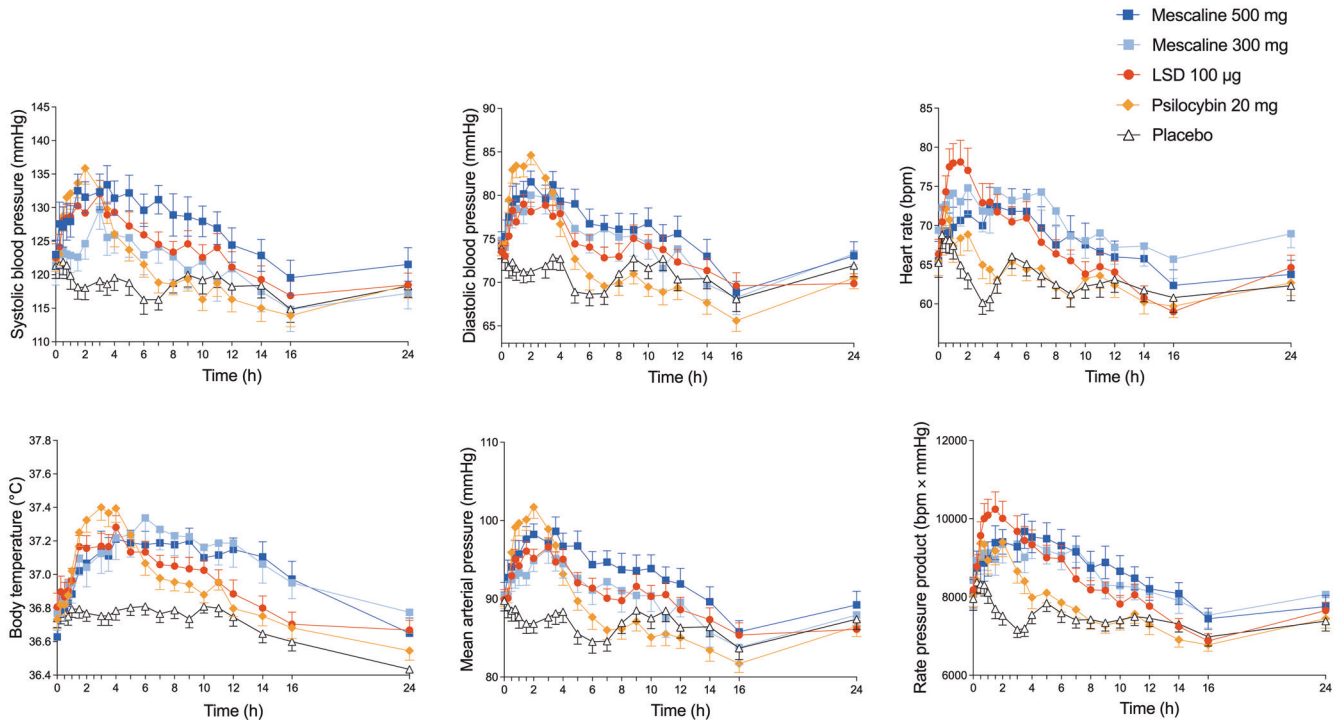 Mescaline 500 mg
Mescaline 300 mg
LSD 100 µg
Psilocybin 20 mg
Placebo
Systolic blood pressure (mmHg)
145
140
135
130
125
120
115
110
0 2 4 6 8 10 12 14 16 24
Time (h)
Diastolic blood pressure (mmHg)
90
85
80
75
70
65
0 2 4 6 8 10 12 14 16 24
Time (h)
Heart rate (bpm)
85
80
75
70
65
60
0 2 4 6 8 10 12 14 16 24
Time (h)
Body temperature (°C)
37.8
37.6
37.4
37.2
37.0
36.8
36.6
36.4
0 2 4 6 8 10 12 14 16 24
Time (h)
Mean arterial pressure (mmHg)
110
100
90
80
0 2 4 6 8 10 12 14 16 24
Time (h)
Rate pressure product (bpm × mmHg)
12000
10000
8000
6000
0 2 4 6 8 10 12 14 16 24
Time (h)